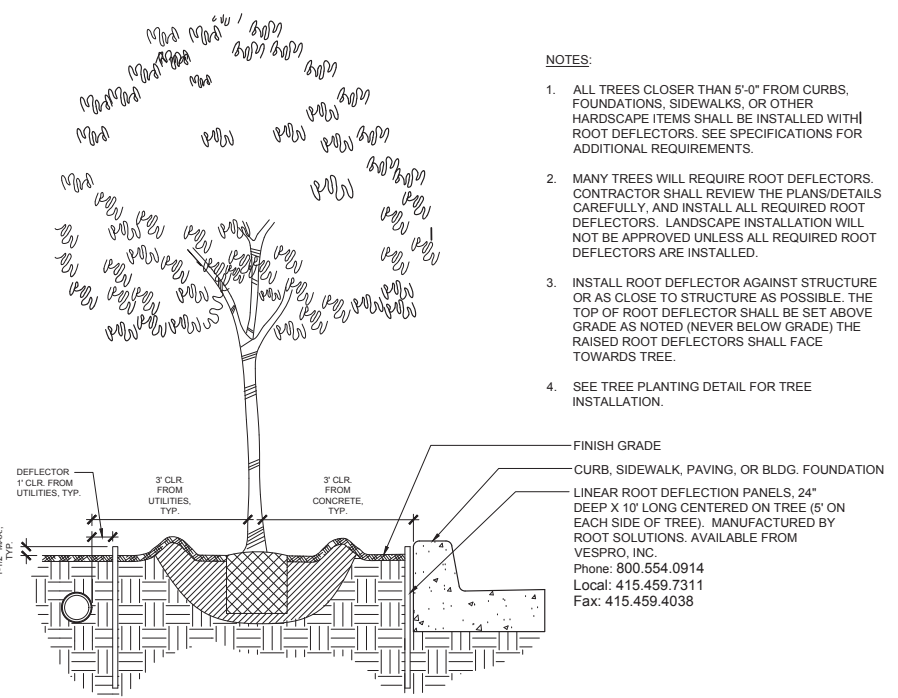 NOTES:
1. ALL TREES CLOSER THAN 5'-0" FROM CURBS,
FOUNDATIONS, SIDEWALKS, OR OTHER
HARDSCAPE ITEMS SHALL BE INSTALLED WITH
ROOT DEFLECTORS. SEE SPECIFICATIONS FOR
ADDITIONAL REQUIREMENTS.
2. MANY TREES WILL REQUIRE ROOT DEFLECTORS.
CONTRACTOR SHALL REVIEW THE PLANS/DETAILS
CAREFULLY, AND INSTALL ALL REQUIRED ROOT
DEFLECTORS. LANDSCAPE INSTALLATION WILL
NOT BE APPROVED UNLESS ALL REQUIRED ROOT
DEFLECTORS ARE INSTALLED.
3. INSTALL ROOT DEFLECTOR AGAINST STRUCTURE
OR AS CLOSE TO STRUCTURE AS POSSIBLE. THE
TOP OF ROOT DEFLECTOR SHALL BE SET ABOVE
GRADE AS NOTED (NEVER BELOW GRADE) THE
RAISED ROOT DEFLECTORS SHALL FACE
TOWARDS TREE.
4. SEE TREE PLANTING DETAIL FOR TREE
INSTALLATION.
FINISH GRADE
CURB, SIDEWALK, PAVING, OR BLDG. FOUNDATION
LINEAR ROOT DEFLECTION PANELS, 24"
DEEP X 10' LONG CENTERED ON TREE (5' ON
EACH SIDE OF TREE). MANUFACTURED BY
ROOT SOLUTIONS. AVAILABLE FROM
VESPRO, INC.
Phone: 800.554.0914
Local: 415.459.7311
Fax: 415.459.4038
DEFLECTOR
1' CLR. FROM
UTILITIES, TYP.
3' CLR.
FROM
UTILITIES,
TYP.
3' CLR.
FROM
CONCRETE,
TYP.
TYP.